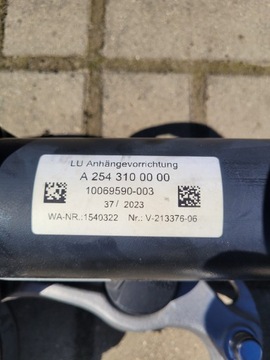 LU Anhängevorrichtung
A 254 310 00 00
10069590-003
37/ 2023
WA-NR.:1540322 Nr.: V-213376-06